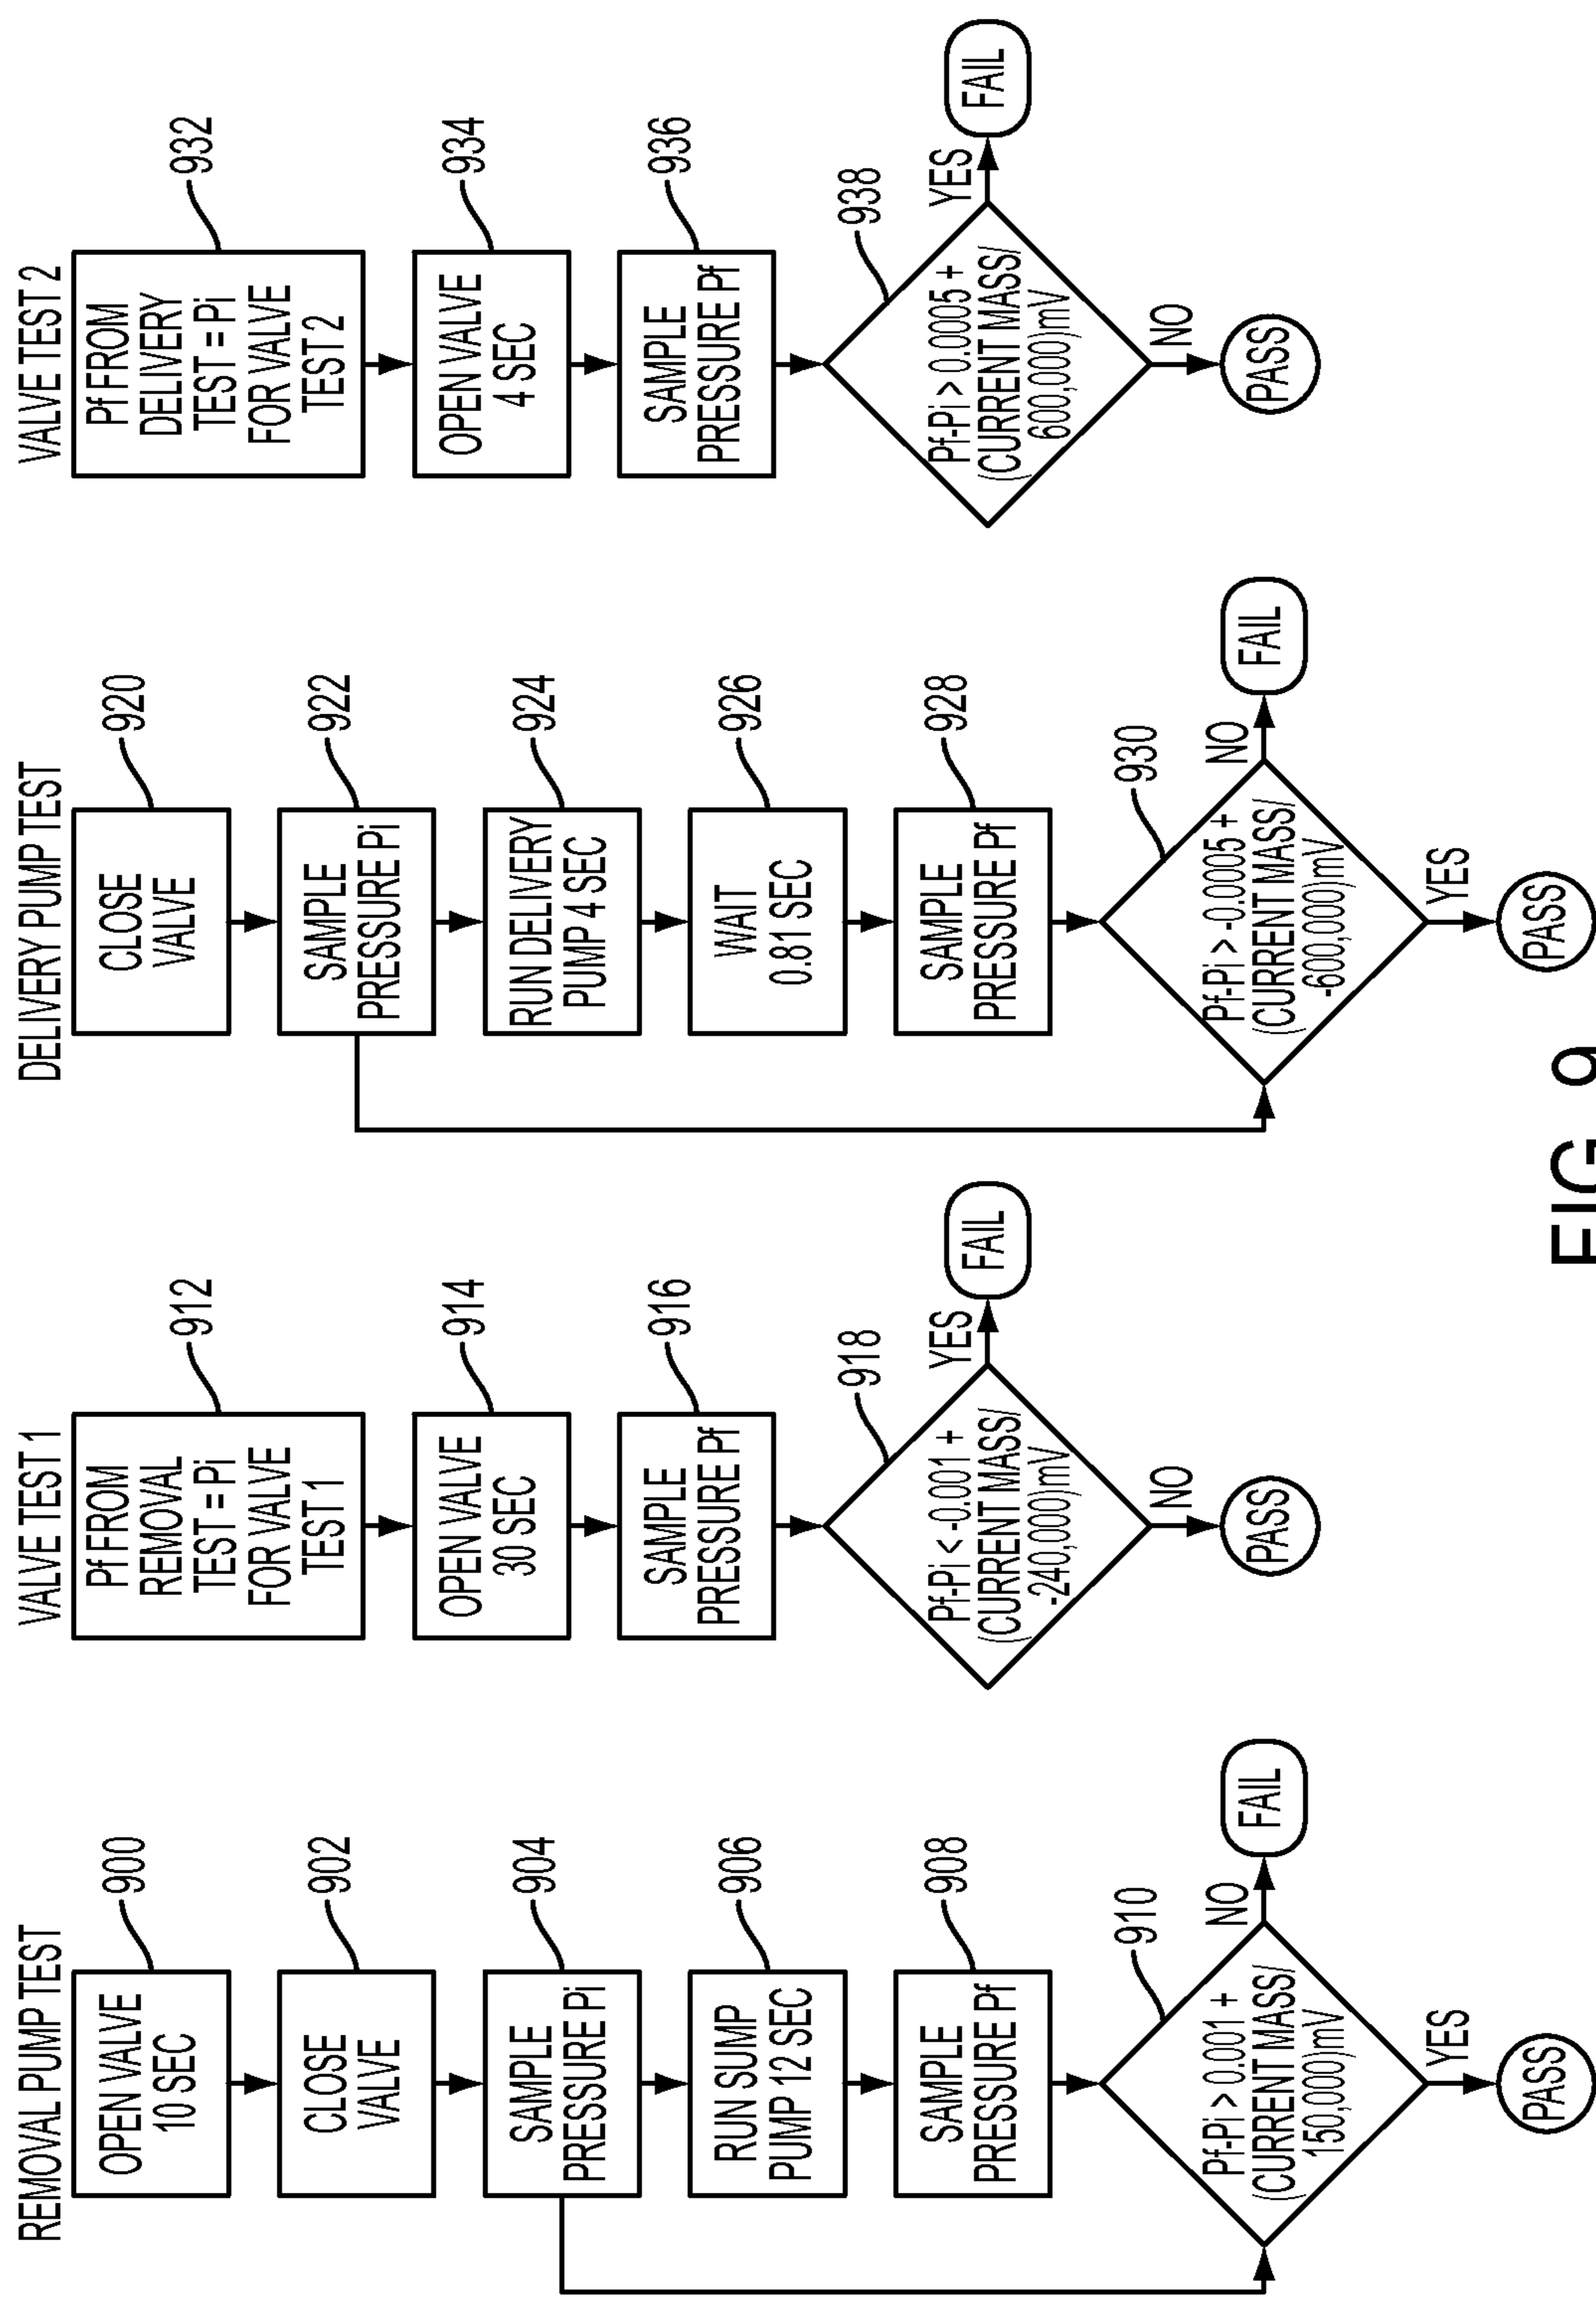 REMOVAL PUMP TEST
OPEN VALVE
10 SEC
900
CLOSE
VALVE
902
SAMPLE
PRESSURE Pi
904
RUN SUMP
PUMP 12 SEC
906
SAMPLE
PRESSURE Pf
908
Pf-Pi > 0.001 +
(CURRENT MASS/
150,000)mV
910
NO
FAIL
YES
PASS
VALVE TEST 1
Pf FROM
REMOVAL
TEST = Pi
FOR VALVE
TEST 1
912
OPEN VALVE
30 SEC
914
SAMPLE
PRESSURE Pf
916
Pf-Pi < -0.001 +
(CURRENT MASS/
-240,000)mV
918
YES
FAIL
NO
PASS
DELIVERY PUMP TEST
CLOSE
VALVE
920
SAMPLE
PRESSURE Pi
922
RUN DELIVERY
PUMP 4 SEC
924
WAIT
0.81 SEC
926
SAMPLE
PRESSURE Pf
928
Pf-Pi > -0.0005 +
(CURRENT MASS/
-600,000)mV
930
NO
FAIL
YES
PASS
VALVE TEST 2
Pf FROM
DELIVERY
TEST = Pi
FOR VALVE
TEST 2
932
OPEN VALVE
4 SEC
934
SAMPLE
PRESSURE Pf
936
Pf-Pi > 0.0005 +
(CURRENT MASS/
600,000)mV
938
YES
FAIL
NO
PASS
FIG. 9